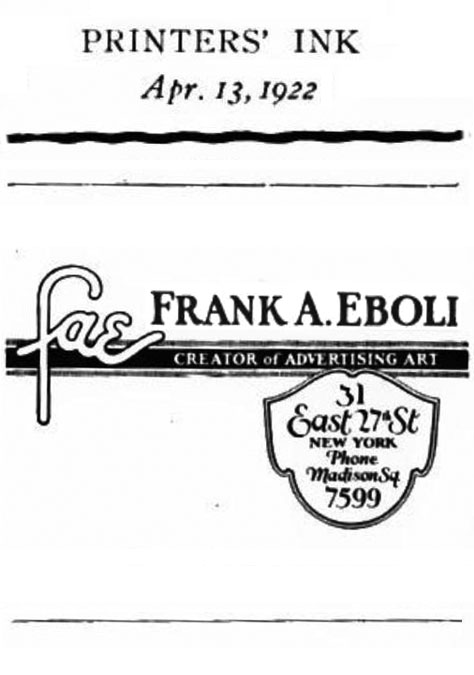 PRINTERS' INK
Apr. 13, 1922
fae
FRANK A. EBOLI
CREATOR of ADVERTISING ART
31
East 27th St
NEW YORK
Phone
Madison Sq
7599